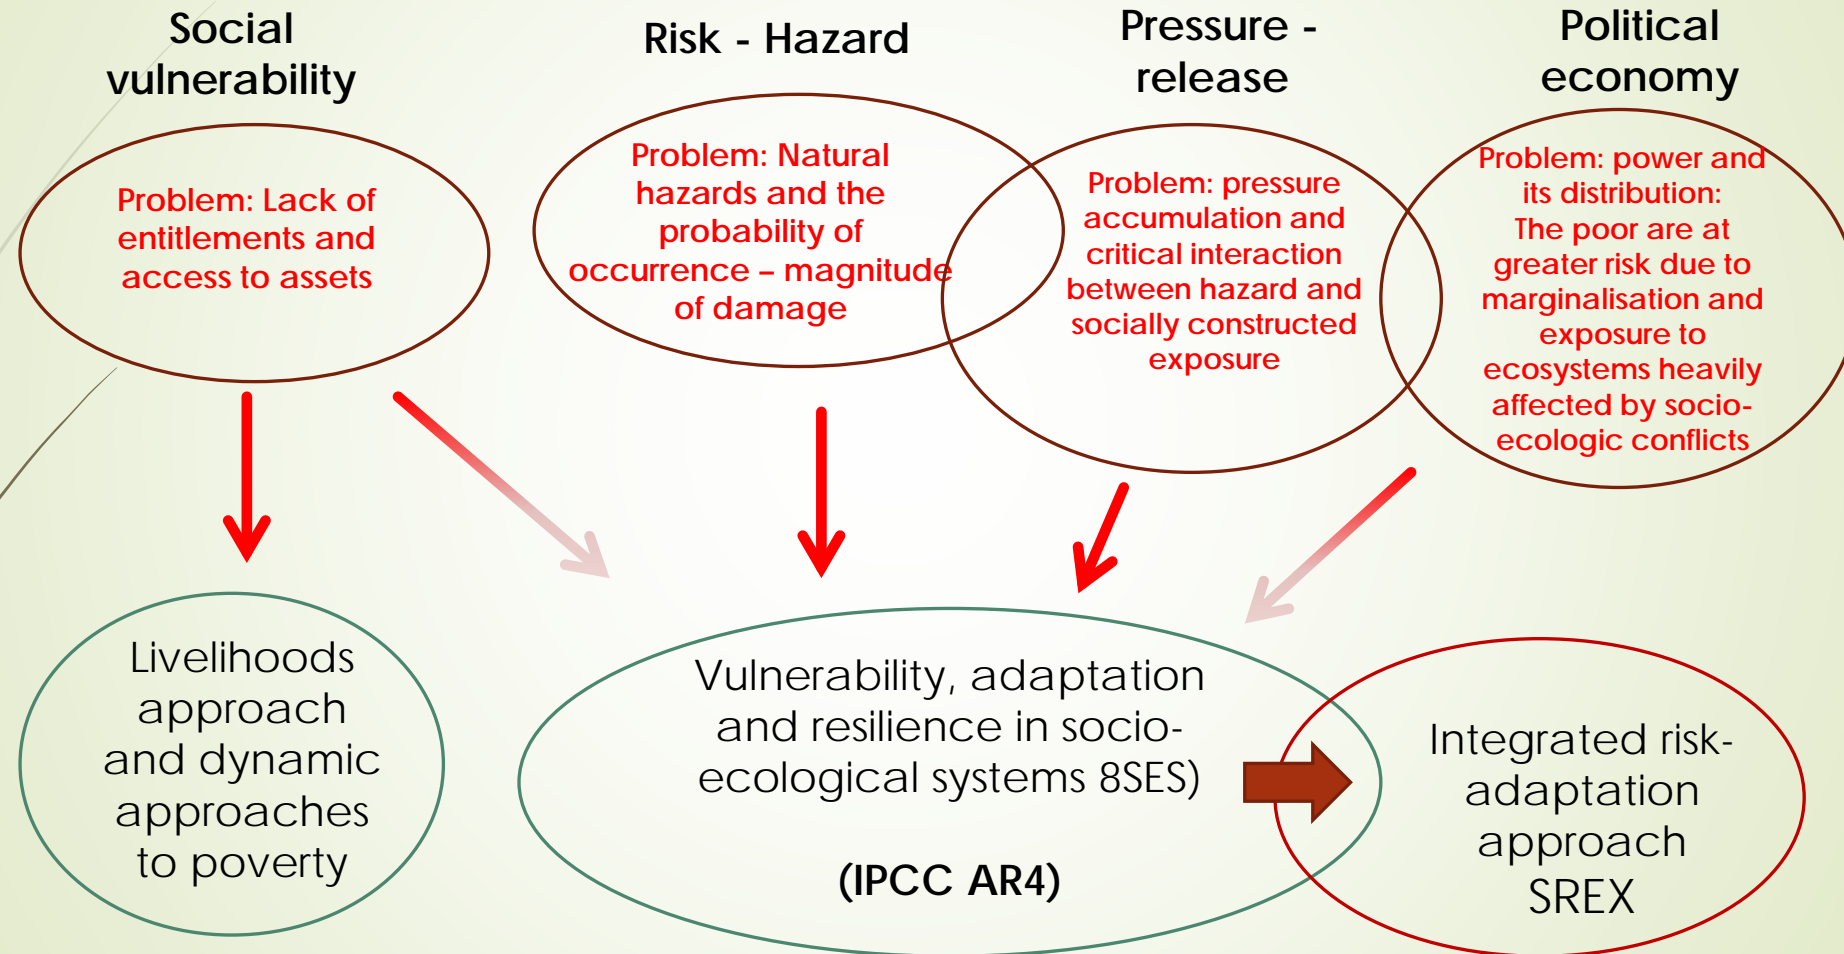 Social
vulnerability
Risk - Hazard
Pressure -
release
Political
economy
Problem: Lack of
entitlements and
access to assets
Problem: Natural
hazards and the
probability of
occurrence – magnitude
of damage
Problem: pressure
accumulation and
critical interaction
between hazard and
socially constructed
exposure
Problem: power and
its distribution:
The poor are at
greater risk due to
marginalisation and
exposure to
ecosystems heavily
affected by socio-
ecologic conflicts
Livelihoods
approach
and dynamic
approaches
to poverty
Vulnerability, adaptation
and resilience in socio-
ecological systems 8SES)
(IPCC AR4)
Integrated risk-
adaptation
approach
SREX